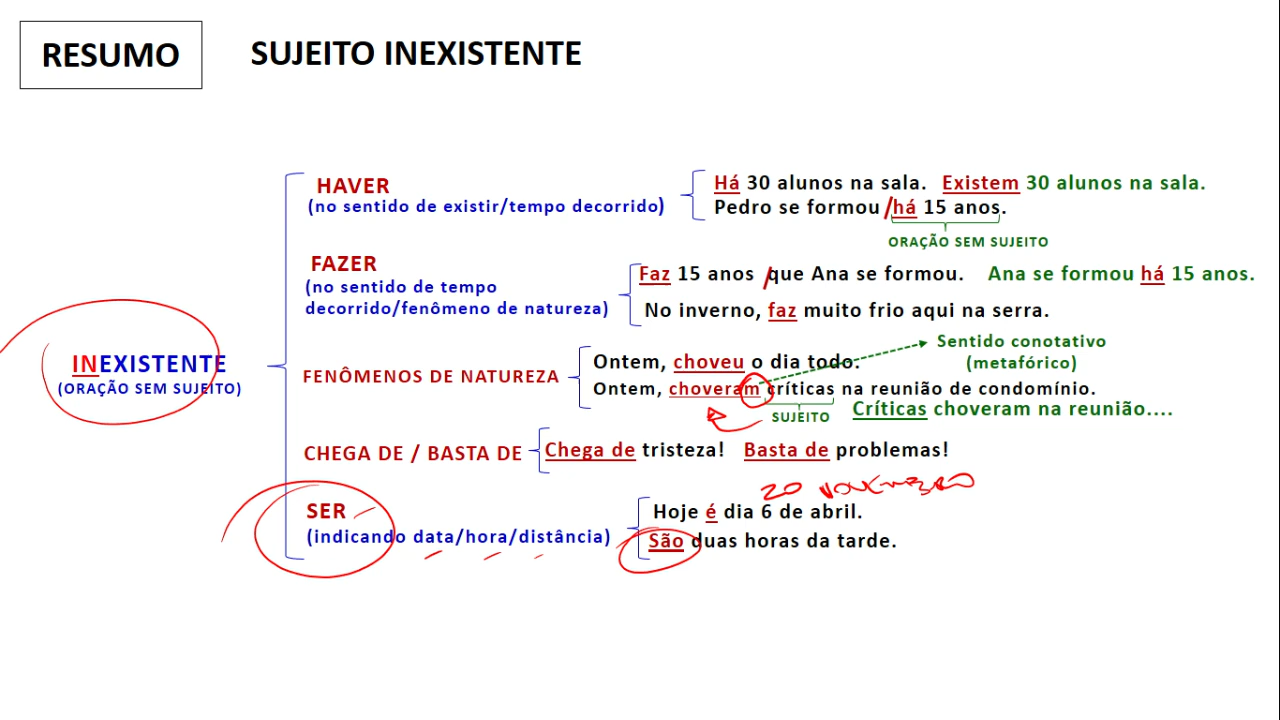 RESUMO SUJEITO INEXISTENTE
HAVER
(no sentido de existir/tempo decorrido)
Há 30 alunos na sala. Existem 30 alunos na sala.
Pedro se formou /há 15 anos.
ORAÇÃO SEM SUJEITO
FAZER
(no sentido de tempo
decorrido/fenômeno de natureza)
Faz 15 anos /que Ana se formou. Ana se formou há 15 anos.
No inverno, faz muito frio aqui na serra.
INEXISTENTE
(ORAÇÃO SEM SUJEITO)
FENÔMENOS DE NATUREZA
Ontem, choveu o dia todo.
Sentido conotativo
(metafórico)
Ontem, choveram críticas na reunião de condomínio.
SUJEITO
Críticas choveram na reunião....
CHEGA DE / BASTA DE
Chega de tristeza! Basta de problemas!
SER
(indicando data/hora/distância)
20
Hoje é dia 6 de abril.
São duas horas da tarde.